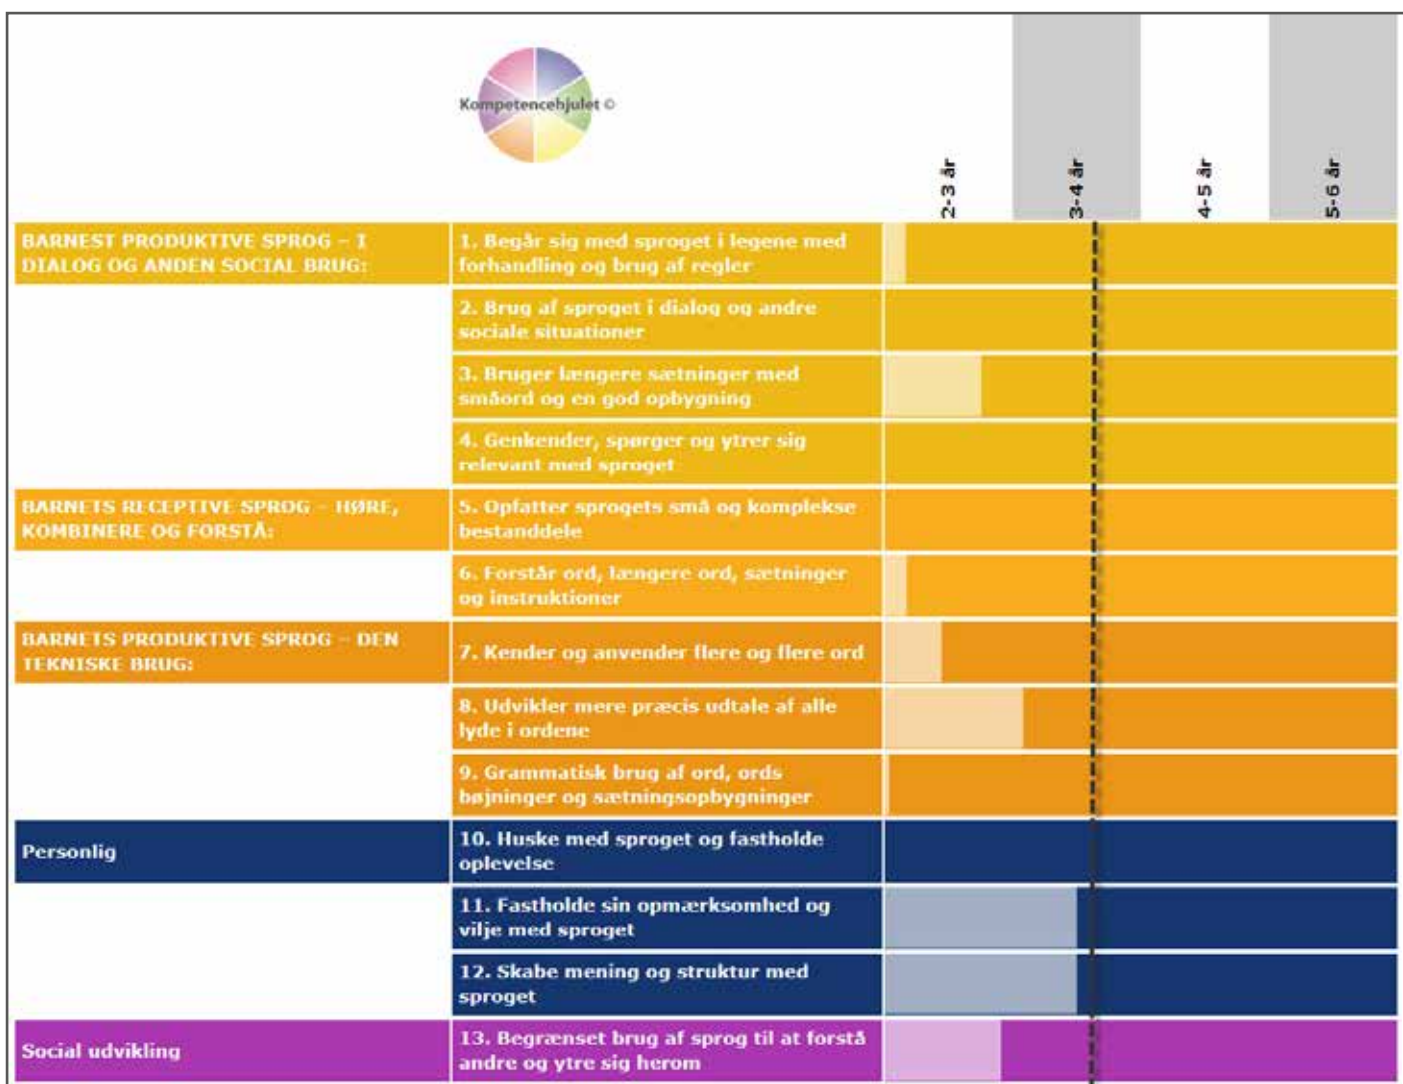 Kompetencehjulet ©
2-3 år
3-4 år
4-5 år
5-6 år
BARNEST PRODUKTIVE SPROG – I
DIALOG OG ANDEN SOCIAL BRUG:
1. Begår sig med sproget i legene med
forhandling og brug af regler
2. Brug af sproget i dialog og andre
sociale situationer
3. Bruger længere sætninger med
småord og en god opbygning
4. Genkender, spørger og ytrer sig
relevant med sproget
BARNETS RECEPTIVE SPROG – HØRE,
KOMBINERE OG FORSTÅ:
5. Opfatter sprogets små og komplekse
bestanddele
6. Forstår ord, længere ord, sætninger
og instruktioner
BARNETS PRODUKTIVE SPROG – DEN
TEKNISKE BRUG:
7. Kender og anvender flere og flere ord
8. Udvikler mere præcis udtale af alle
lyde i ordene
9. Grammatisk brug af ord, ords
bøjninger og sætningsopbygninger
Personlig
10. Huske med sproget og fastholde
oplevelse
11. Fastholde sin opmærksomhed og
vilje med sproget
12. Skabe mening og struktur med
sproget
Social udvikling
13. Begrænset brug af sprog til at forstå
andre og ytre sig herom